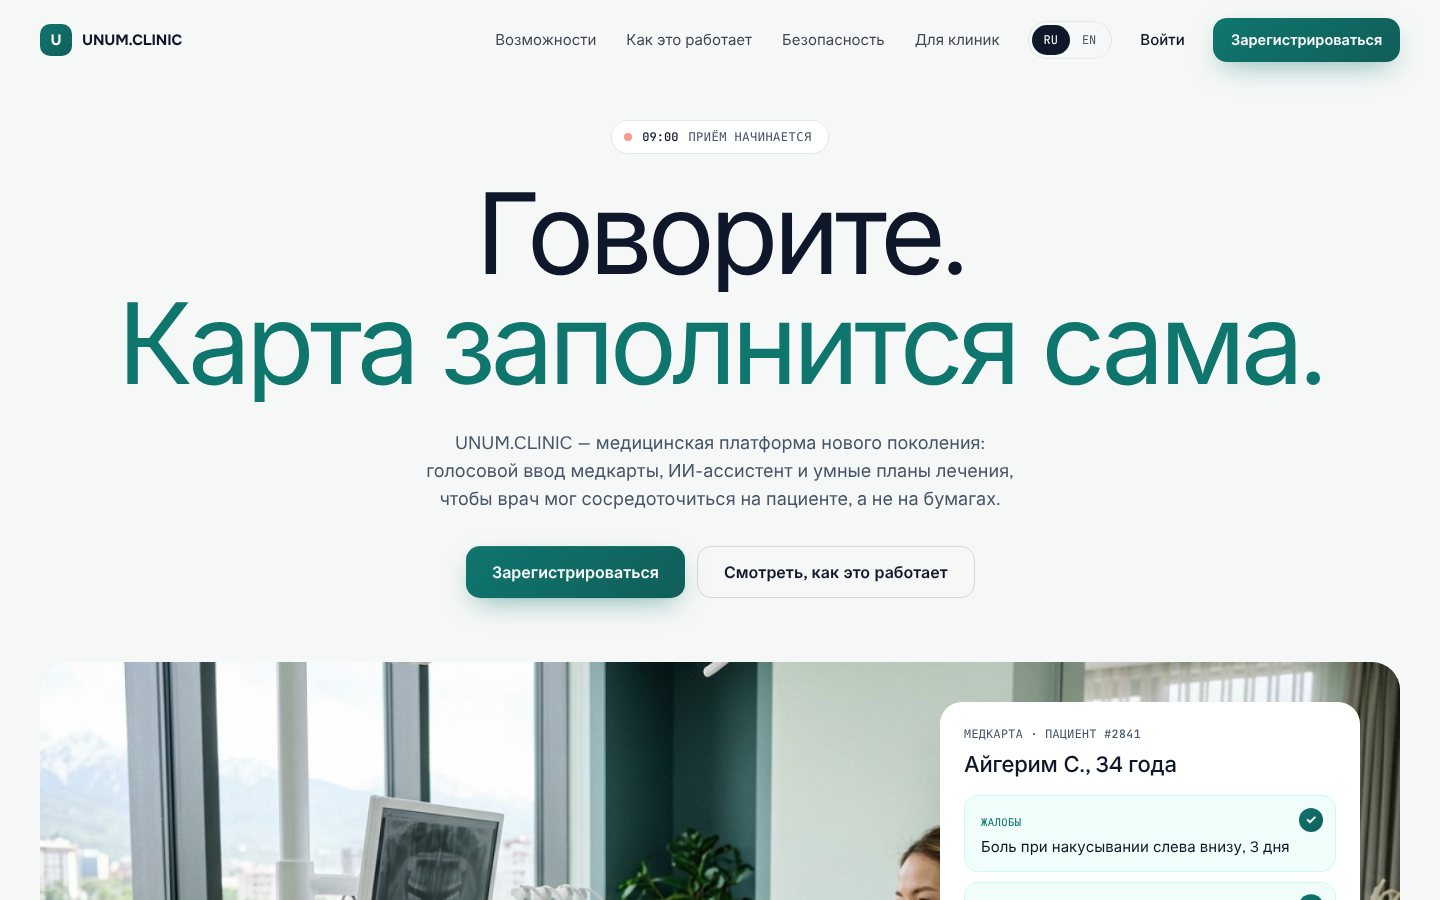 U UNUM.CLINIC
Возможности Как это работает Безопасность Для клиник RU EN Войти Зарегистрироваться
09:00 ПРИЁМ НАЧИНАЕТСЯ
Говорите.
Карта заполнится сама.
UNUM.CLINIC — медицинская платформа нового поколения:
голосовой ввод медкарты, ИИ-ассистент и умные планы лечения,
чтобы врач мог сосредоточиться на пациенте, а не на бумагах.
Зарегистрироваться Смотреть, как это работает
МЕДКАРТА · ПАЦИЕНТ #2841
Айгерим С., 34 года
ЖАЛОБЫ
Боль при накусывании слева внизу, 3 дня